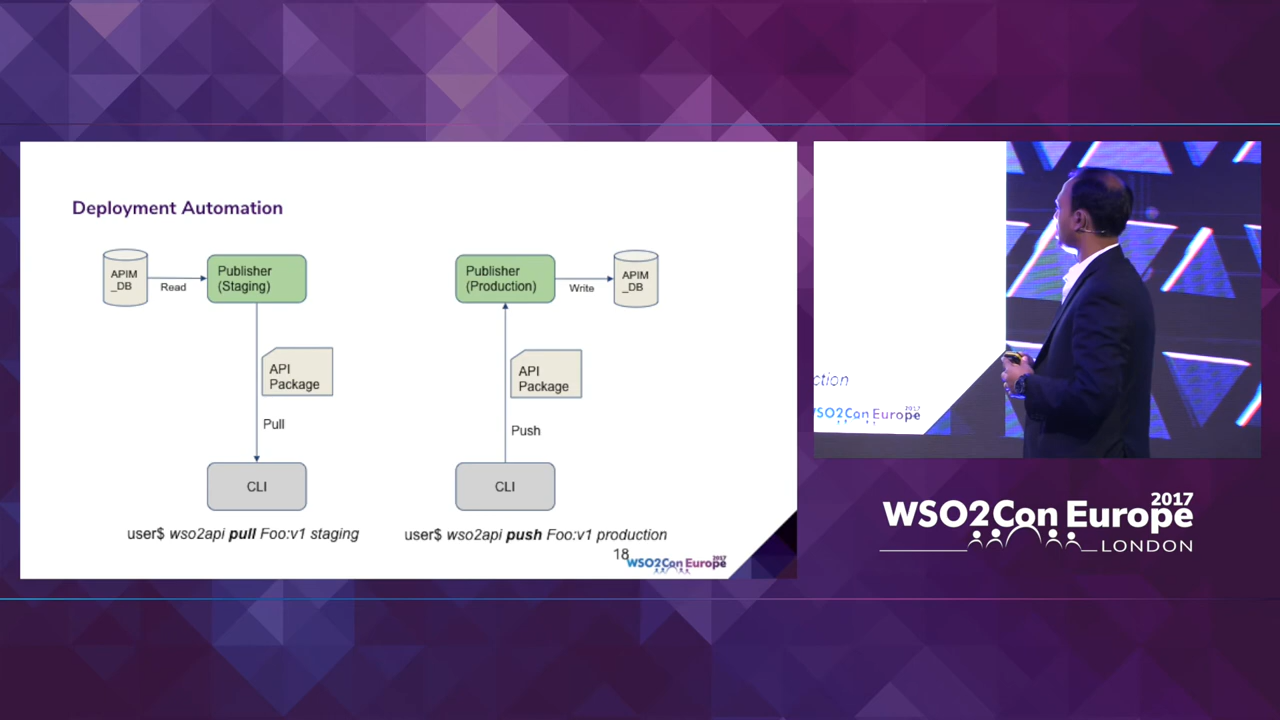 Deployment Automation
APIM
_DB
Read
Publisher
(Staging)
API
Package
Pull
CLI
user$ wso2api pull Foo:v1 staging
Publisher
(Production)
Write
APIM
_DB
API
Package
Push
CLI
user$ wso2api push Foo:v1 production
18
WSO2Con Europe 2017
ction
WSO2Con Europe 2017
WSO2Con Europe 2017
LONDON